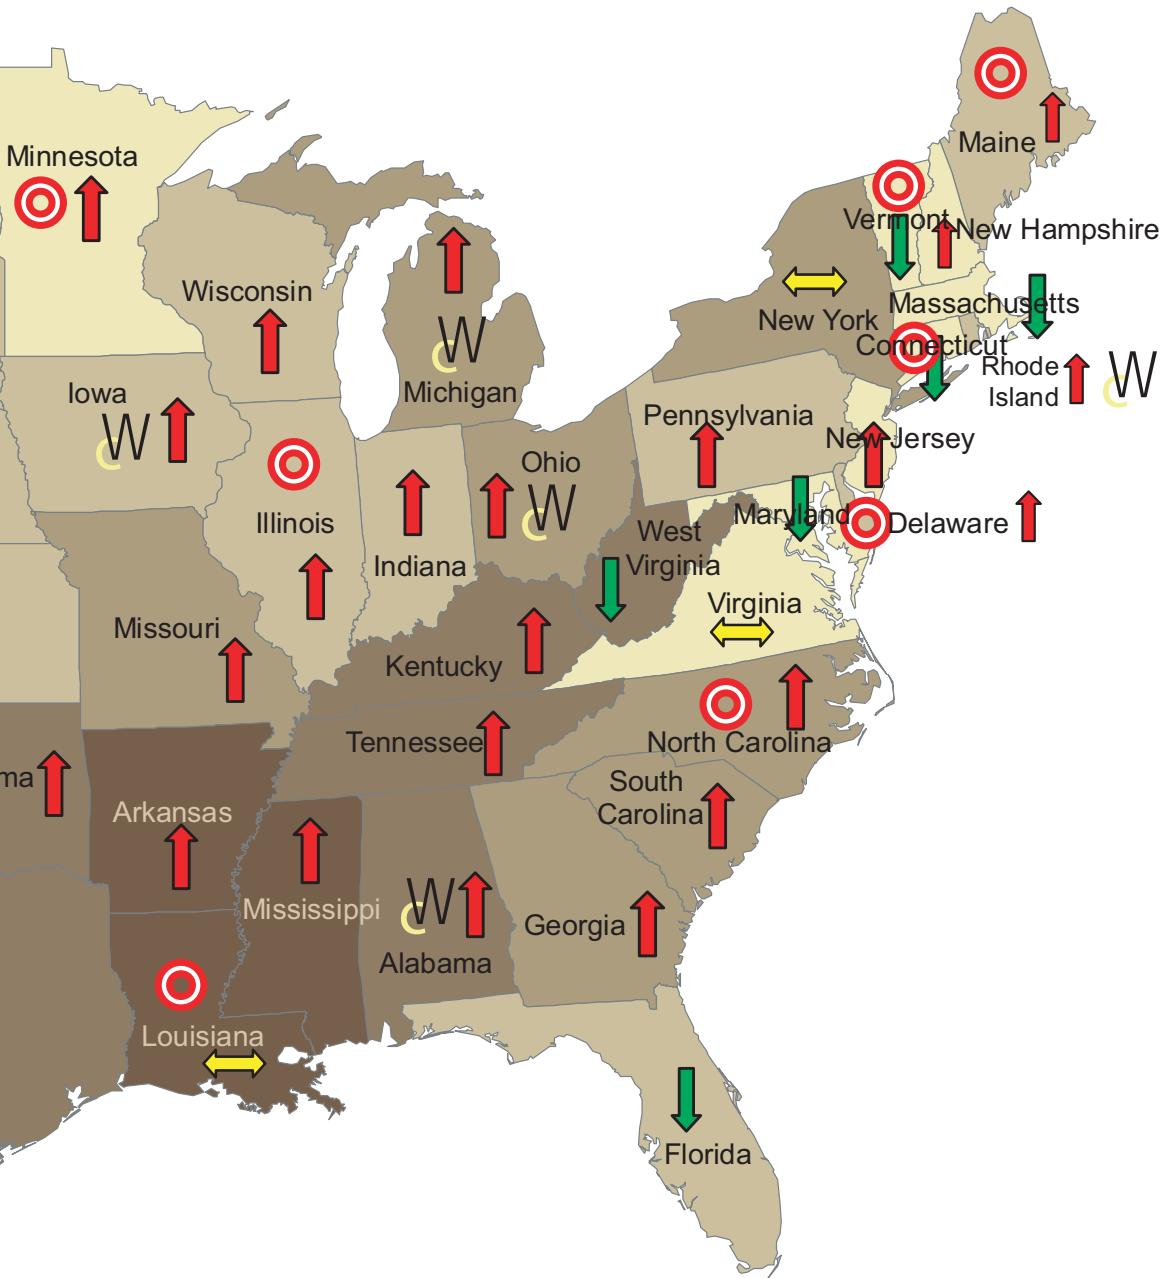 Maine
Minnesota
Vermont
New Hampshire
Wisconsin
Massachusetts
New York
Connecticut
Rhode
Island
W
c
W
c
Michigan
Iowa
W
c
Pennsylvania
New Jersey
Ohio
W
c
Illinois
Maryland
Delaware
West
Virginia
Indiana
Virginia
Missouri
Kentucky
Tennessee
North Carolina
ma
South
Carolina
Arkansas
Mississippi
W
c
Georgia
Alabama
Louisiana
Florida